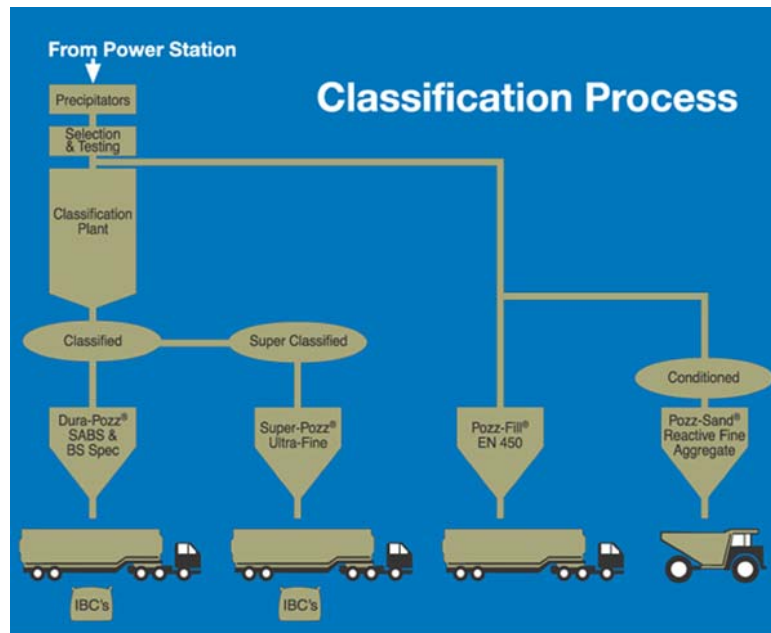 From Power Station
Classification Process
Precipitators
Selection
& Testing
Classification
Plant
Classified
Super Classified
Conditioned
Dura-Pozz®
SABS &
BS Spec
Super-Pozz®
Ultra-Fine
Pozz-Fill®
EN 450
Pozz-Sand®
Reactive Fine
Aggregate
IBC's
IBC's